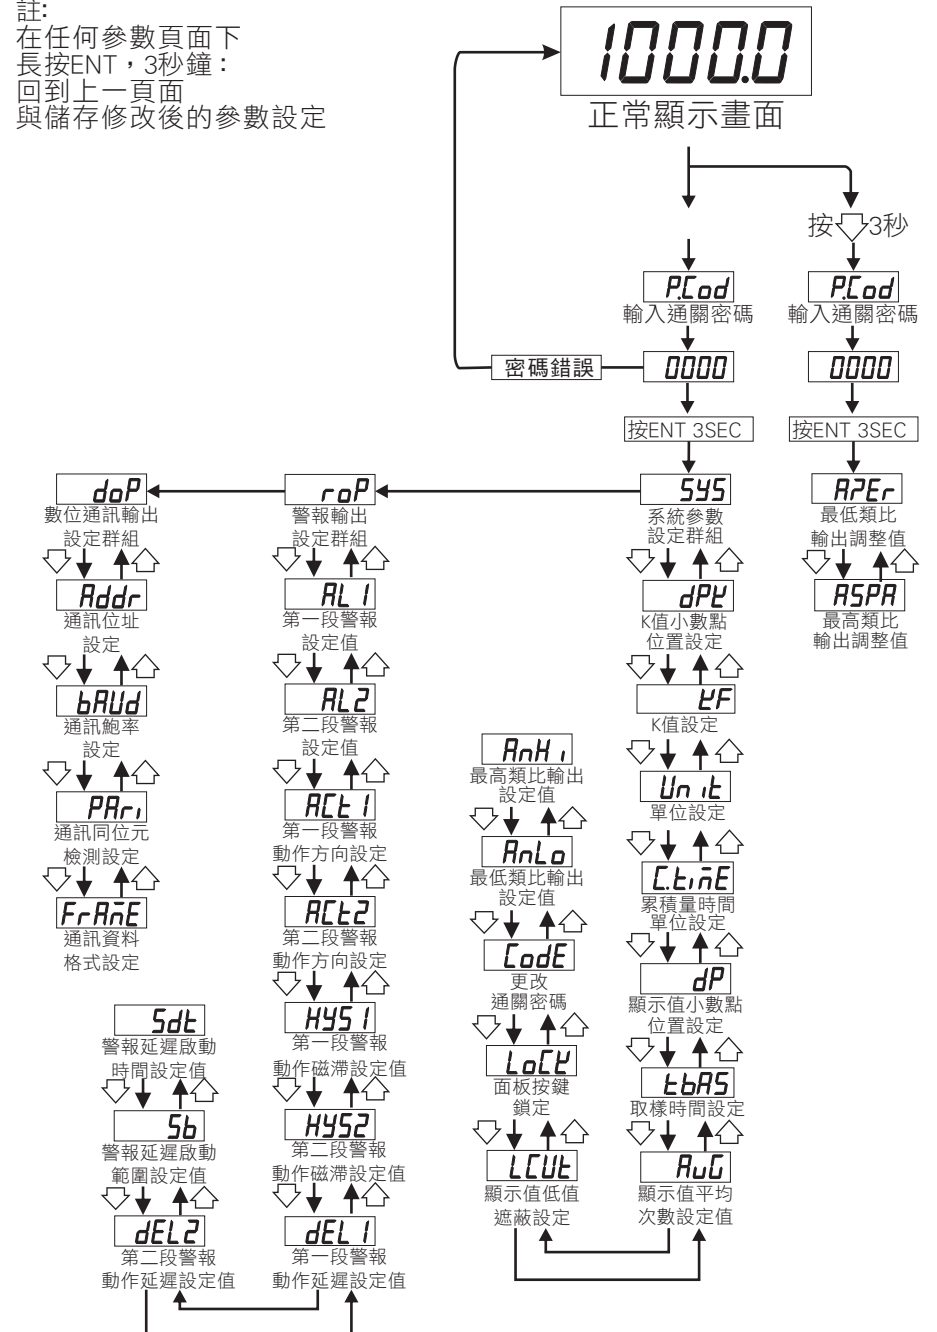 註:
在任何參數頁面下
長按ENT，3秒鐘：
回到上一頁面
與儲存修改後的參數設定
1000.0
正常顯示畫面
按 3秒
P.Cod
輸入通關密碼
0000
密碼錯誤
按ENT 3SEC
P.Cod
輸入通關密碼
0000
按ENT 3SEC
doP
數位通訊輸出
設定群組
Addr
通訊位址
設定
bAUd
通訊鮑率
設定
PAri
通訊同位元
檢測設定
FrAmE
通訊資料
格式設定
roP
警報輸出
設定群組
AL1
第一段警報
設定值
AL2
第二段警報
設定值
ACt1
第一段警報
動作方向設定
ACt2
第二段警報
動作方向設定
HYS1
第一段警報
動作磁滯設定值
HYS2
第二段警報
動作磁滯設定值
dEL1
第一段警報
動作延遲設定值
Sdt
警報延遲啟動
時間設定值
Sb
警報延遲啟動
範圍設定值
dEL2
第二段警報
動作延遲設定值
SYS
系統參數
設定群組
dPK
K值小數點
位置設定
KF
K值設定
Unit
單位設定
C.timE
累積量時間
單位設定
dP
顯示值小數點
位置設定
tbAS
取樣時間設定
AvG
顯示值平均
次數設定值
AnHi
最高類比輸出
設定值
AnLo
最低類比輸出
設定值
CodE
更改
通關密碼
LoCK
面板按鍵
鎖定
LCUt
顯示值低值
遮蔽設定
AZEr
最低類比
輸出調整值
ASPA
最高類比
輸出調整值